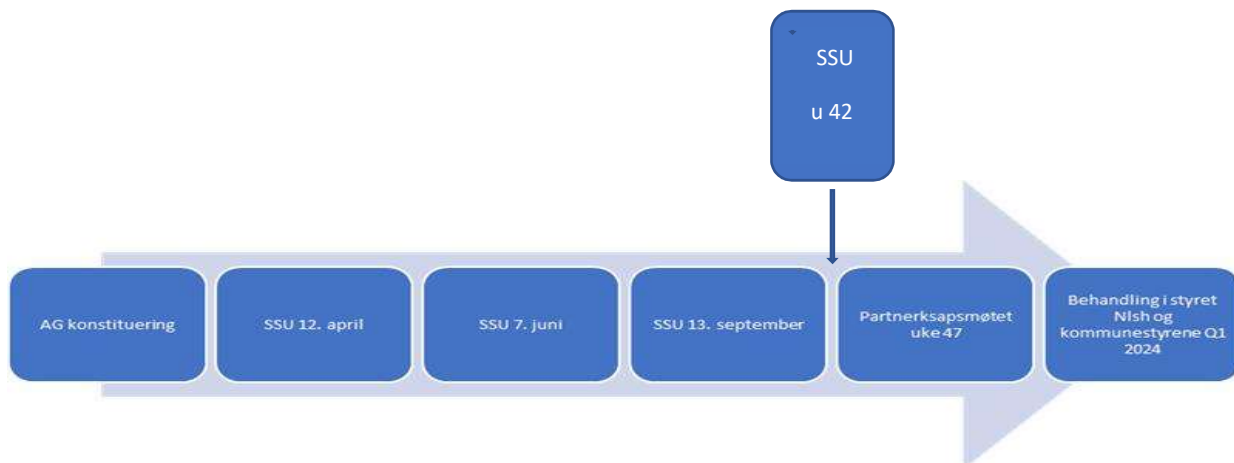 SSU
u 42
AG konstituering
SSU 12. april
SSU 7. juni
SSU 13. september
Partnerksapsmøtet
uke 47
Behandling i styret
Nlsh og
kommunestyrene Q1
2024